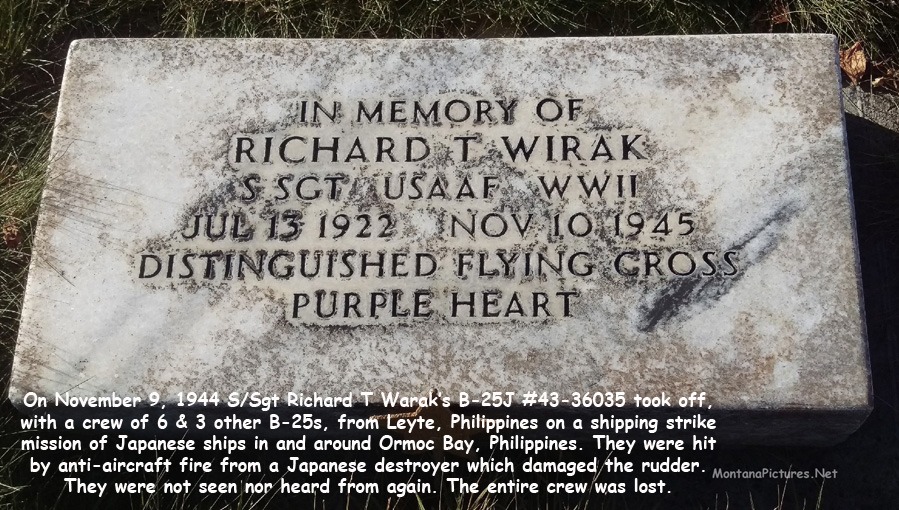 IN MEMORY OF
RICHARD T WIRAK
S SGT USAAF WWII
JUL 13 1922 NOV 10 1945
DISTINGUISHED FLYING CROSS
PURPLE HEART
On November 9, 1944 S/Sgt Richard T Warak's B-25J #43-36035 took off,
with a crew of 6 & 3 other B-25s, from Leyte, Philippines on a shipping strike
mission of Japanese ships in and around Ormoc Bay, Philippines. They were hit
by anti-aircraft fire from a Japanese destroyer which damaged the rudder.
They were not seen nor heard from again. The entire crew was lost.
MontanaPictures.Net